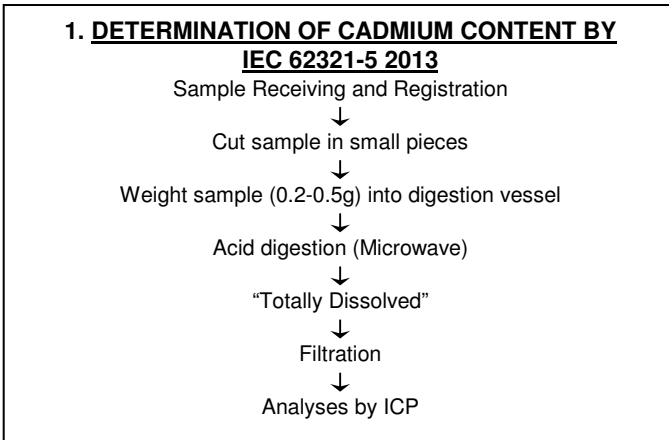 1. DETERMINATION OF CADMIUM CONTENT BY
IEC 62321-5 2013
Sample Receiving and Registration
↓
Cut sample in small pieces
↓
Weight sample (0.2-0.5g) into digestion vessel
↓
Acid digestion (Microwave)
↓
“Totally Dissolved”
↓
Filtration
↓
Analyses by ICP